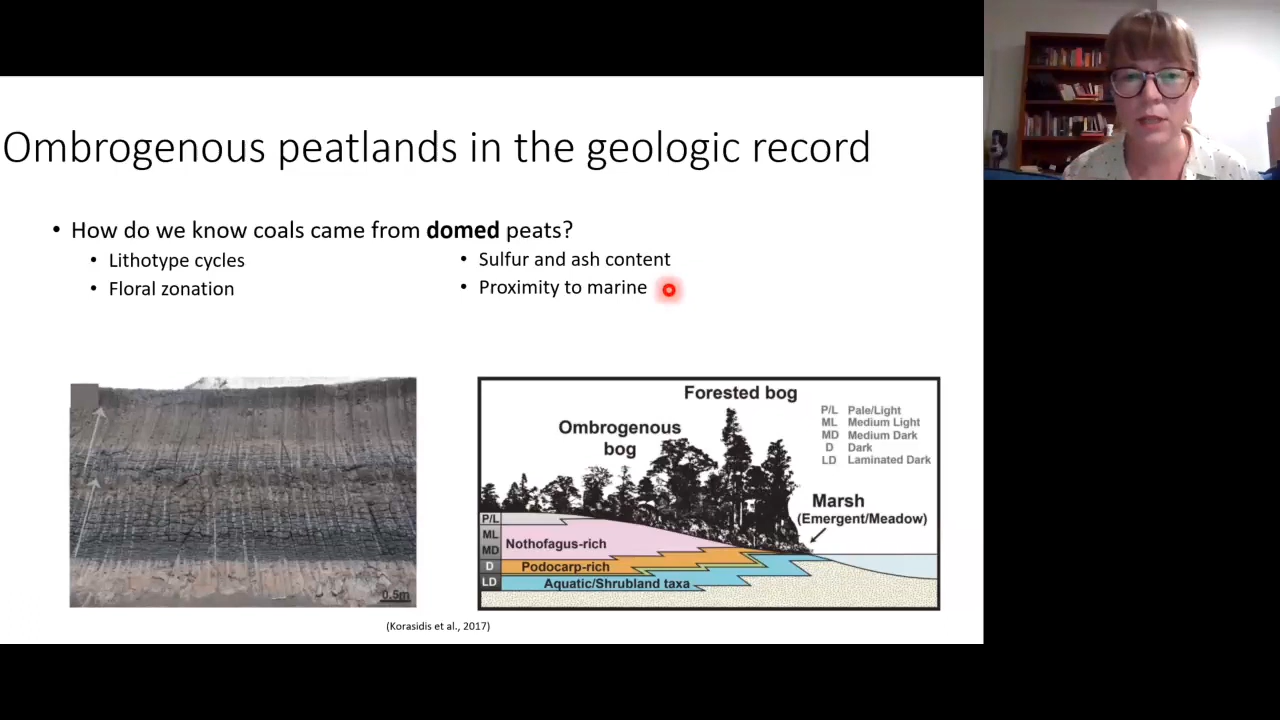 Ombrogenous peatlands in the geologic record
• How do we know coals came from domed peats?
• Lithotype cycles
• Floral zonation
• Sulfur and ash content
• Proximity to marine
0.5m
Forested bog
Ombrogenous
bog
P/L Pale/Light
ML Medium Light
MD Medium Dark
D Dark
LD Laminated Dark
Marsh
(Emergent/Meadow)
P/L
ML
MD
D
LD
Nothofagus-rich
Podocarp-rich
Aquatic/Shrubland taxa
(Korasidis et al., 2017)